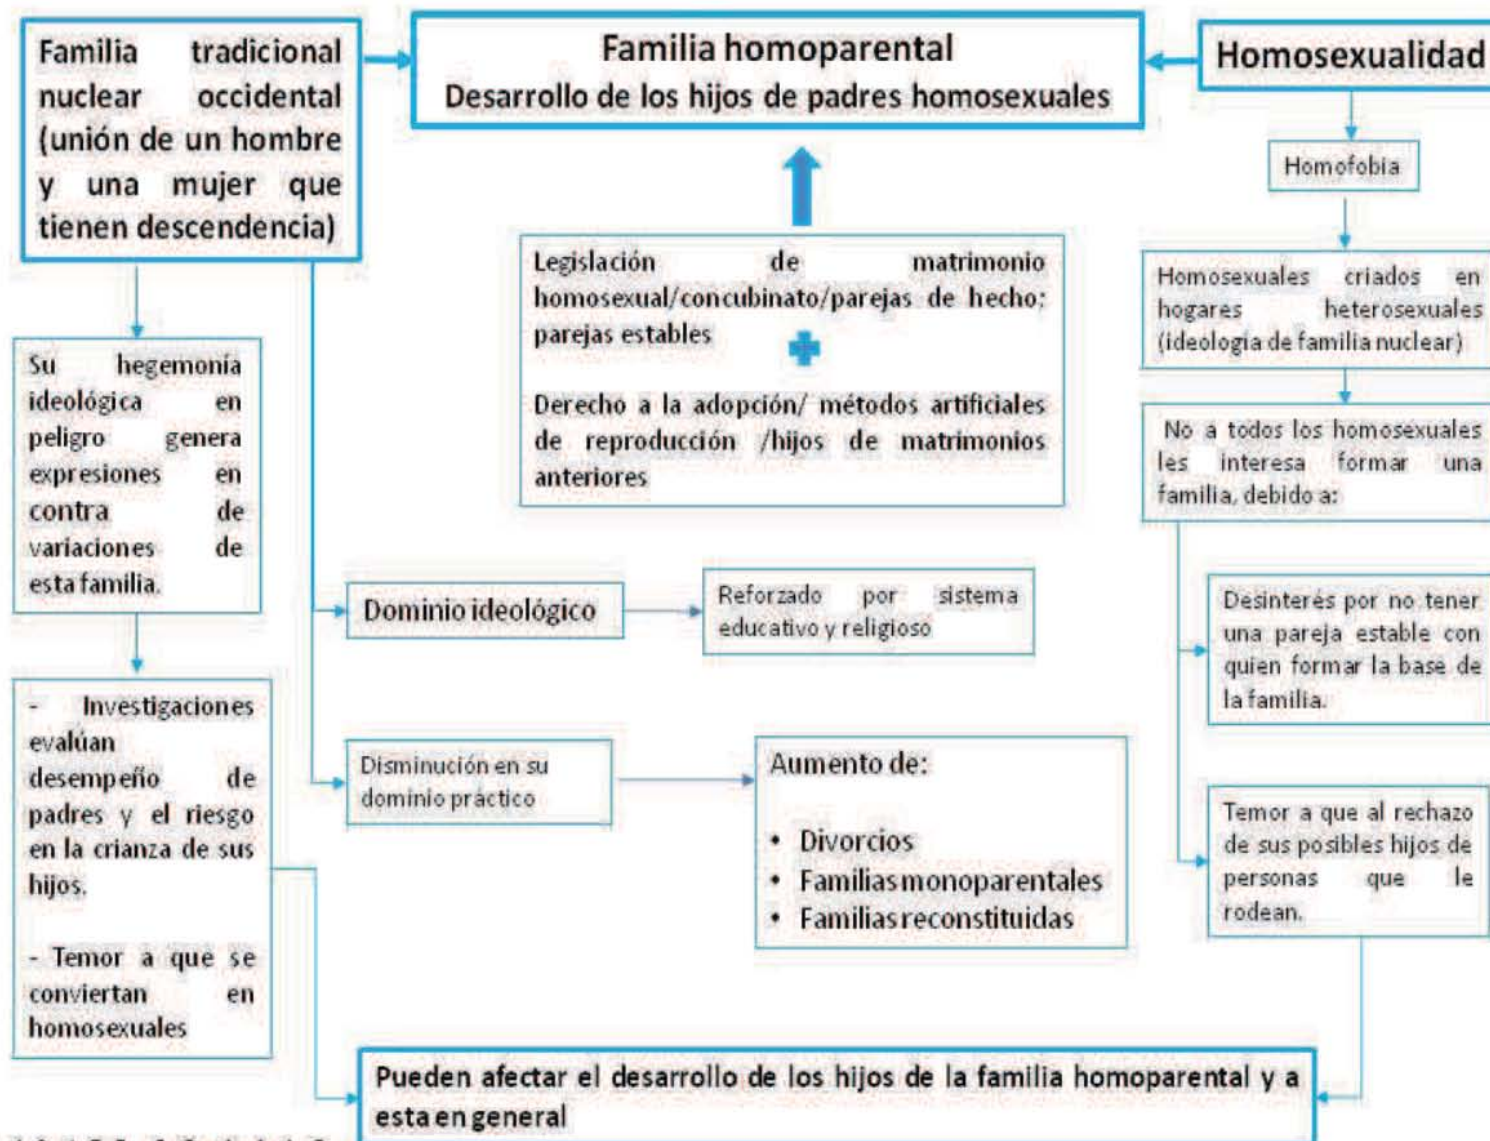 Familia tradicional
nuclear occidental
(unión de un hombre
y una mujer que
tienen descendencia)
Familia homoparental
Desarrollo de los hijos de padres homosexuales
Homosexualidad
Homofobia
Legislación de matrimonio
homosexual/concubinato/parejas de hecho:
parejas estables
Derecho a la adopción/ métodos artificiales
de reproducción /hijos de matrimonios
anteriores
Homosexuales criados en
hogares heterosexuales
(ideología de familia nuclear)
Su hegemonía
ideológica en
peligro genera
expresiones en
contra de
variaciones de
esta familia.
No a todos los homosexuales
les interesa formar una
familia, debido a:
Dominio ideológico
Reforzado por sistema
educativo y religioso
Desinterés por no tener
una pareja estable con
quien formar la base de
la familia.
- Investigaciones
evalúan
desempeño de
padres y el riesgo
en la crianza de sus
hijos.
- Temor a que se
conviertan en
homosexuales
Disminución en su
dominio práctico
Aumento de:
• Divorcios
• Familias monoparentales
• Familias reconstituidas
Temor a que al rechazo
de sus posibles hijos de
personas que le
rodean.
Pueden afectar el desarrollo de los hijos de la familia homoparental y a
esta en general